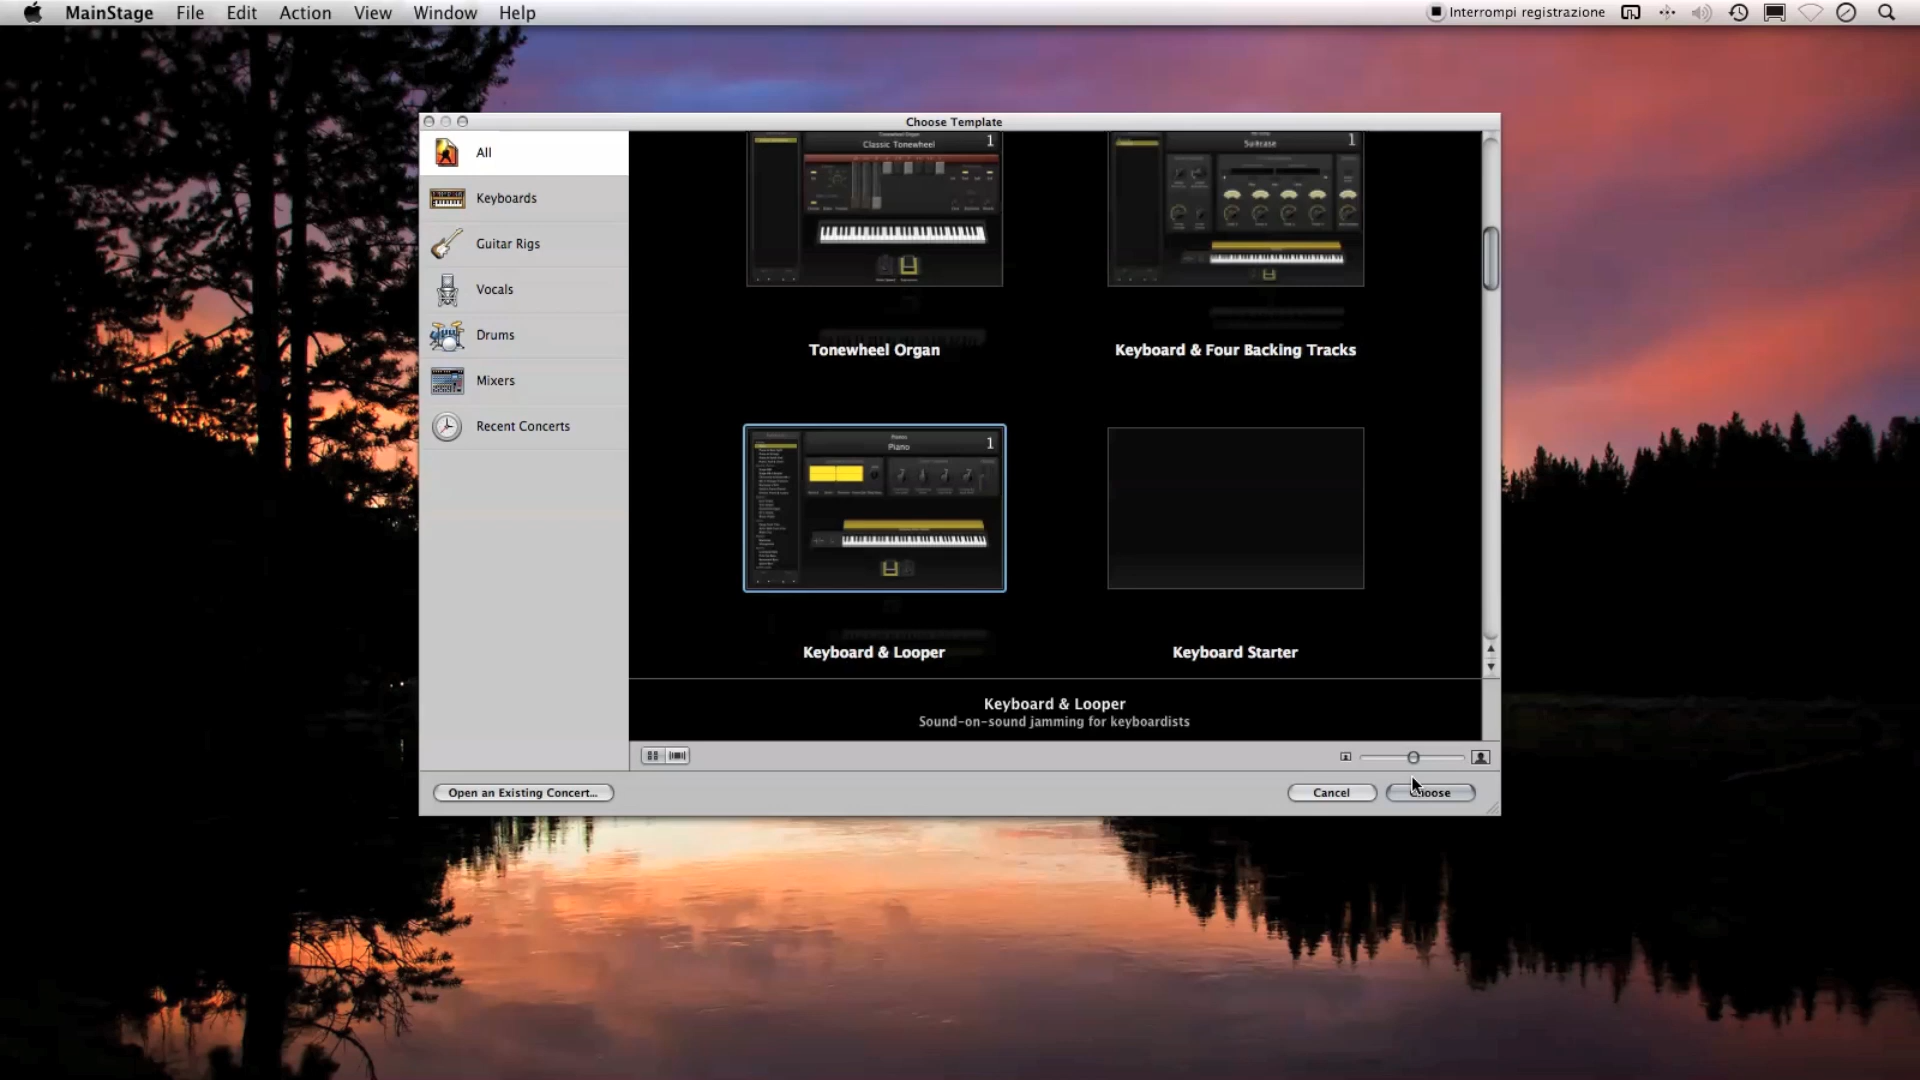 MainStage File Edit Action View Window Help Interrompi registrazione
Choose Template
All
Keyboards
Guitar Rigs
Vocals
Drums
Mixers
Recent Concerts
Classic Tonewheel 1
Suitcase 1
Tonewheel Organ
Keyboard & Four Backing Tracks
Piano 1
Keyboard & Looper
Keyboard Starter
Keyboard & Looper
Sound-on-sound jamming for keyboardists
Open an Existing Concert...
Cancel
Choose